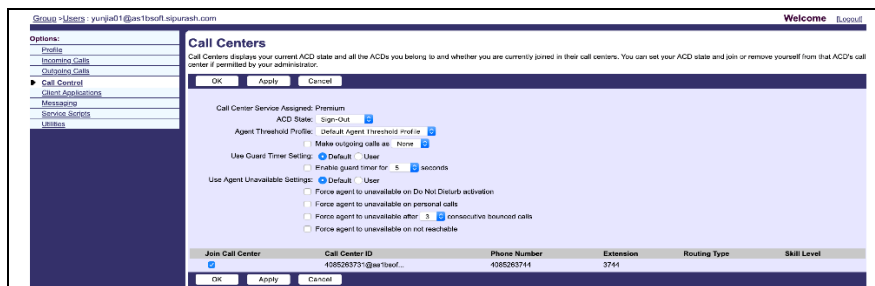 Group >Users : yunjia01@as1bsoft.sipurash.com
Welcome [Logout]
Options:
Profile
Incoming Calls
Outgoing Calls
Call Control
Client Applications
Messaging
Service Scripts
Utilities
Call Centers
Call Centers displays your current ACD state and all the ACDs you belong to and whether you are currently joined in their call centers. You can set your ACD state and join or remove yourself from that ACD's call
center if permitted by your administrator.
OK Apply Cancel
Call Center Service Assigned: Premium
ACD State: Sign-Out
Agent Threshold Profile: Default Agent Threshold Profile
Make outgoing calls as None
Use Guard Timer Setting: Default User
Enable guard timer for 5 seconds
Use Agent Unavailable Settings: Default User
Force agent to unavailable on Do Not Disturb activation
Force agent to unavailable on personal calls
Force agent to unavailable after 3 consecutive bounced calls
Force agent to unavailable on not reachable
Join Call Center Call Center ID Phone Number Extension Routing Type Skill Level
4085263731@as1bsof... 4085263744 3744
OK Apply Cancel